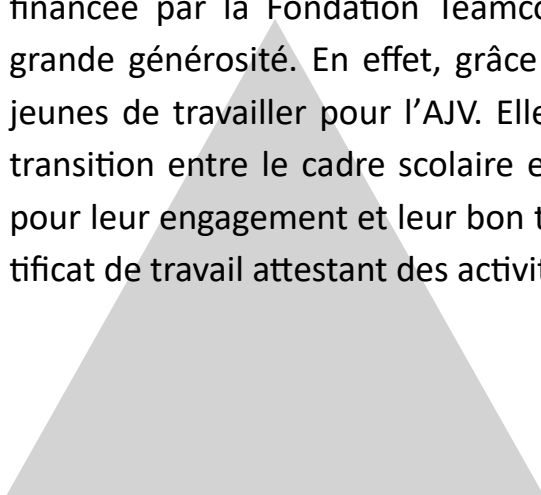 financée par la Fondation Teamco
grande générosité. En effet, grâce
jeunes de travailler pour l'AJV. Elle
transition entre le cadre scolaire e
pour leur engagement et leur bon t
tificat de travail attestant des activit